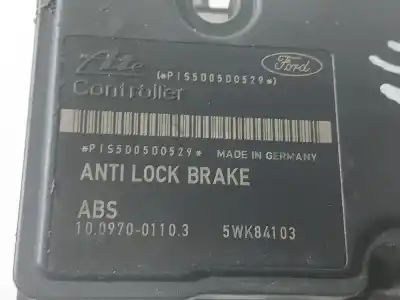 Ate (*PIS500500529*) Ford
Controller
*PIS500500529* MADE IN GERMANY
ANTI LOCK BRAKE
ABS
10.0970-0110.3 5WK84103